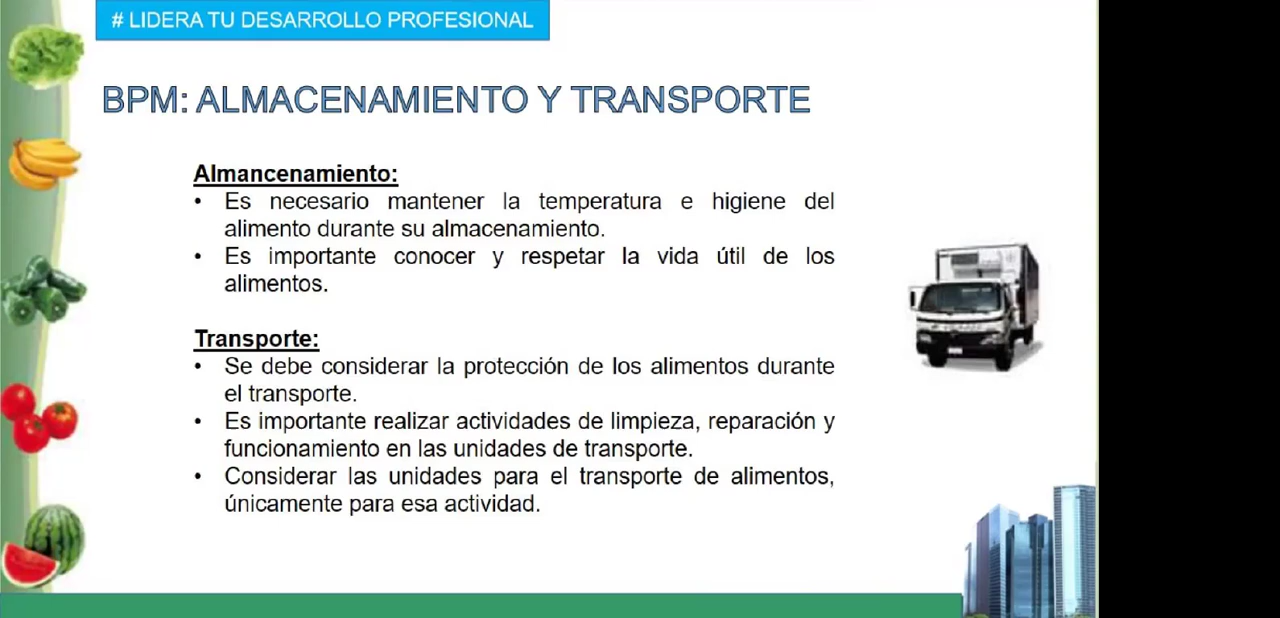 # LIDERA TU DESARROLLO PROFESIONAL
BPM: ALMACENAMIENTO Y TRANSPORTE
Almancenamiento:
• Es necesario mantener la temperatura e higiene del
alimento durante su almacenamiento.
• Es importante conocer y respetar la vida útil de los
alimentos.
Transporte:
• Se debe considerar la protección de los alimentos durante
el transporte.
• Es importante realizar actividades de limpieza, reparación y
funcionamiento en las unidades de transporte.
• Considerar las unidades para el transporte de alimentos,
únicamente para esa actividad.